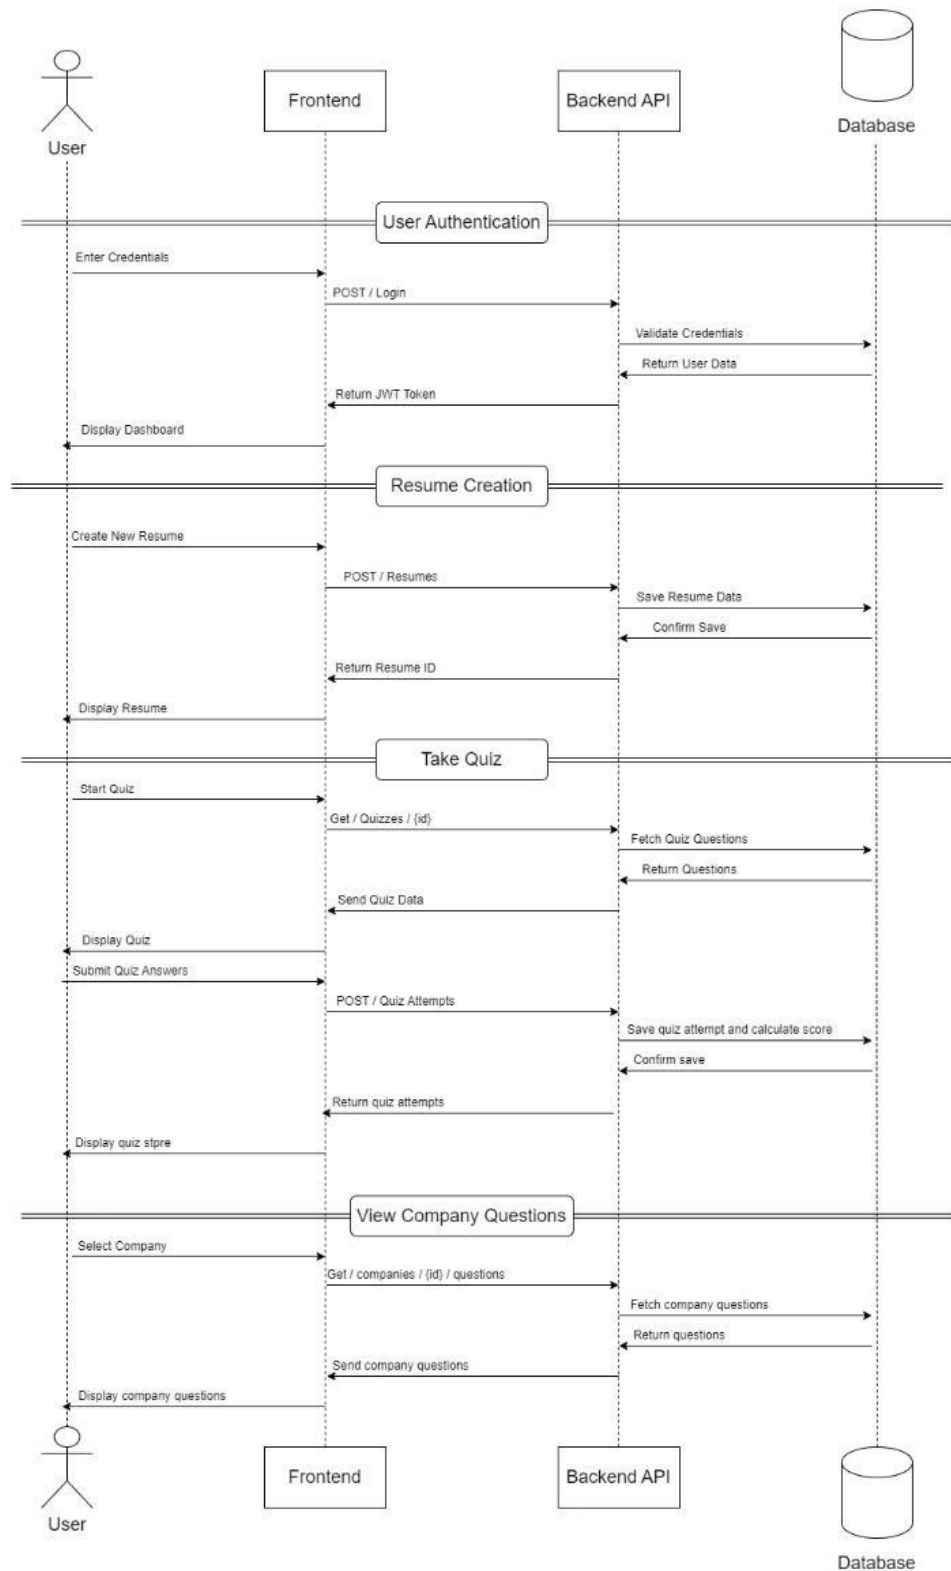 Frontend
Backend API
Database
User
User Authentication
Enter Credentials
POST / Login
Validate Credentials
Return User Data
Return JWT Token
Display Dashboard
Resume Creation
Create New Resume
POST / Resumes
Save Resume Data
Confirm Save
Return Resume ID
Display Resume
Take Quiz
Start Quiz
Get / Quizzes / {id}
Fetch Quiz Questions
Return Questions
Send Quiz Data
Display Quiz
Submit Quiz Answers
POST / Quiz Attempts
Save quiz attempt and calculate score
Confirm save
Return quiz attempts
Display quiz stpre
View Company Questions
Select Company
Get / companies / {id} / questions
Fetch company questions
Return questions
Send company questions
Display company questions
Frontend
Backend API
User
Database